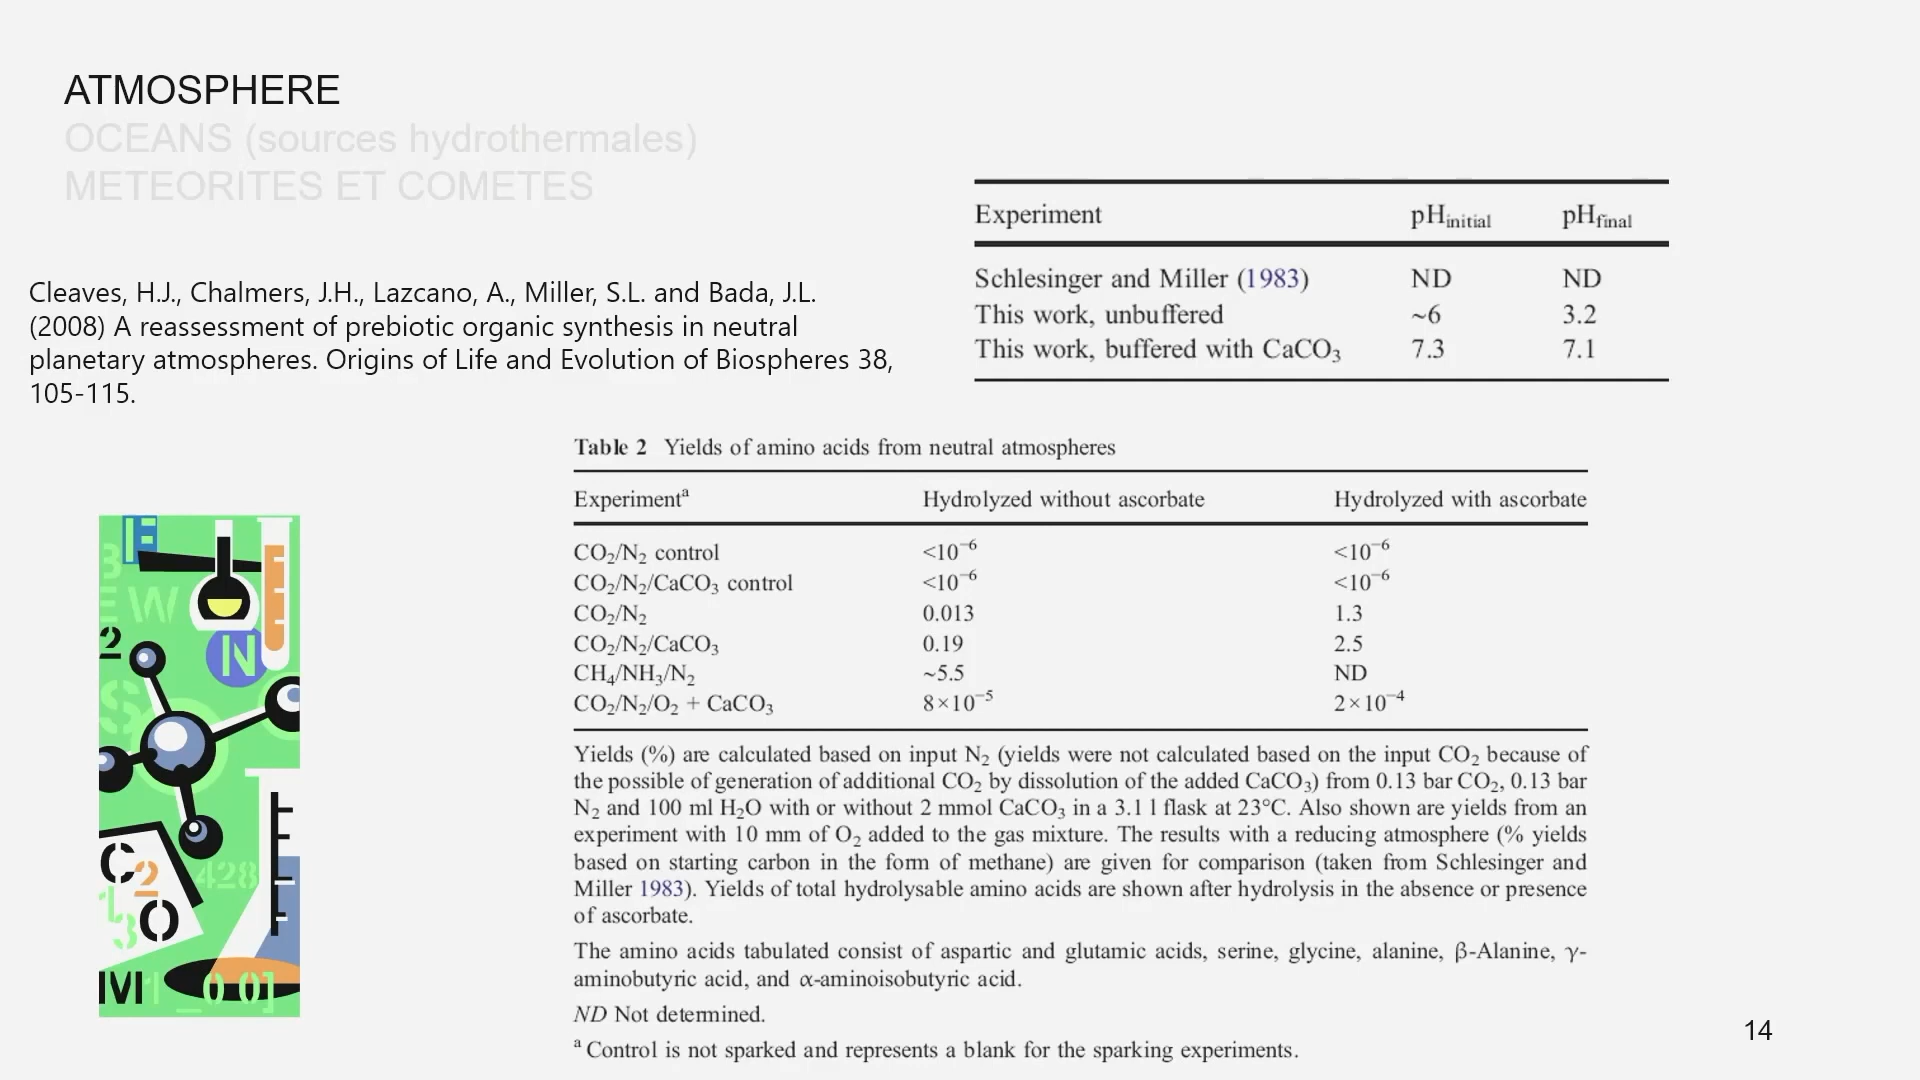 ATMOSPHERE
OCEANS (sources hydrothermales)
METEORITES ET COMETES
Cleaves, H.J., Chalmers, J.H., Lazcano, A., Miller, S.L. and Bada, J.L.
(2008) A reassessment of prebiotic organic synthesis in neutral
planetary atmospheres. Origins of Life and Evolution of Biospheres 38,
105-115.
Experiment pHinitial pHfinal
Schlesinger and Miller (1983) ND ND
This work, unbuffered ~6 3.2
This work, buffered with CaCO₃ 7.3 7.1
Table 2 Yields of amino acids from neutral atmospheres
Experimentᵃ Hydrolyzed without ascorbate Hydrolyzed with ascorbate
CO₂/N₂ control <10⁻⁶ <10⁻⁶
CO₂/N₂/CaCO₃ control <10⁻⁶ <10⁻⁶
CO₂/N₂ 0.013 1.3
CO₂/N₂/CaCO₃ 0.19 2.5
CH₄/NH₃/N₂ ~5.5 ND
CO₂/N₂/O₂ + CaCO₃ 8×10⁻⁵ 2×10⁻⁴
Yields (%) are calculated based on input N₂ (yields were not calculated based on the input CO₂ because of
the possible of generation of additional CO₂ by dissolution of the added CaCO₃) from 0.13 bar CO₂, 0.13 bar
N₂ and 100 ml H₂O with or without 2 mmol CaCO₃ in a 3.1 l flask at 23°C. Also shown are yields from an
experiment with 10 mm of O₂ added to the gas mixture. The results with a reducing atmosphere (% yields
based on starting carbon in the form of methane) are given for comparison (taken from Schlesinger and
Miller 1983). Yields of total hydrolysable amino acids are shown after hydrolysis in the absence or presence
of ascorbate.
The amino acids tabulated consist of aspartic and glutamic acids, serine, glycine, alanine, β-Alanine, γ-
aminobutyric acid, and α-aminoisobutyric acid.
ND Not determined.
ᵃ Control is not sparked and represents a blank for the sparking experiments.
E
W
2
N
S
C2
428
O
M
14